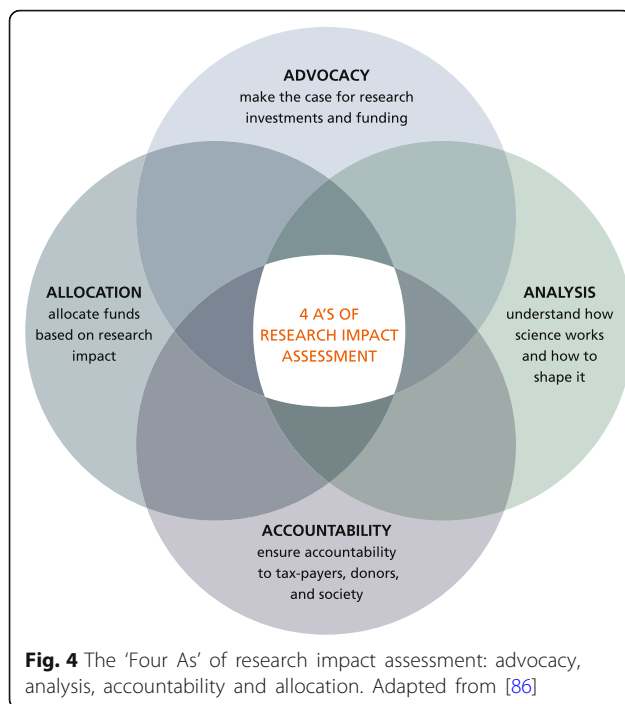 ADVOCACY
make the case for research
investments and funding
ALLOCATION
allocate funds
based on research
impact
4 A'S OF
RESEARCH IMPACT
ASSESSMENT
ANALYSIS
understand how
science works
and how to
shape it
ACCOUNTABILITY
ensure accountability
to tax-payers, donors,
and society
Fig. 4 The ‘Four As’ of research impact assessment: advocacy,
analysis, accountability and allocation. Adapted from [86]